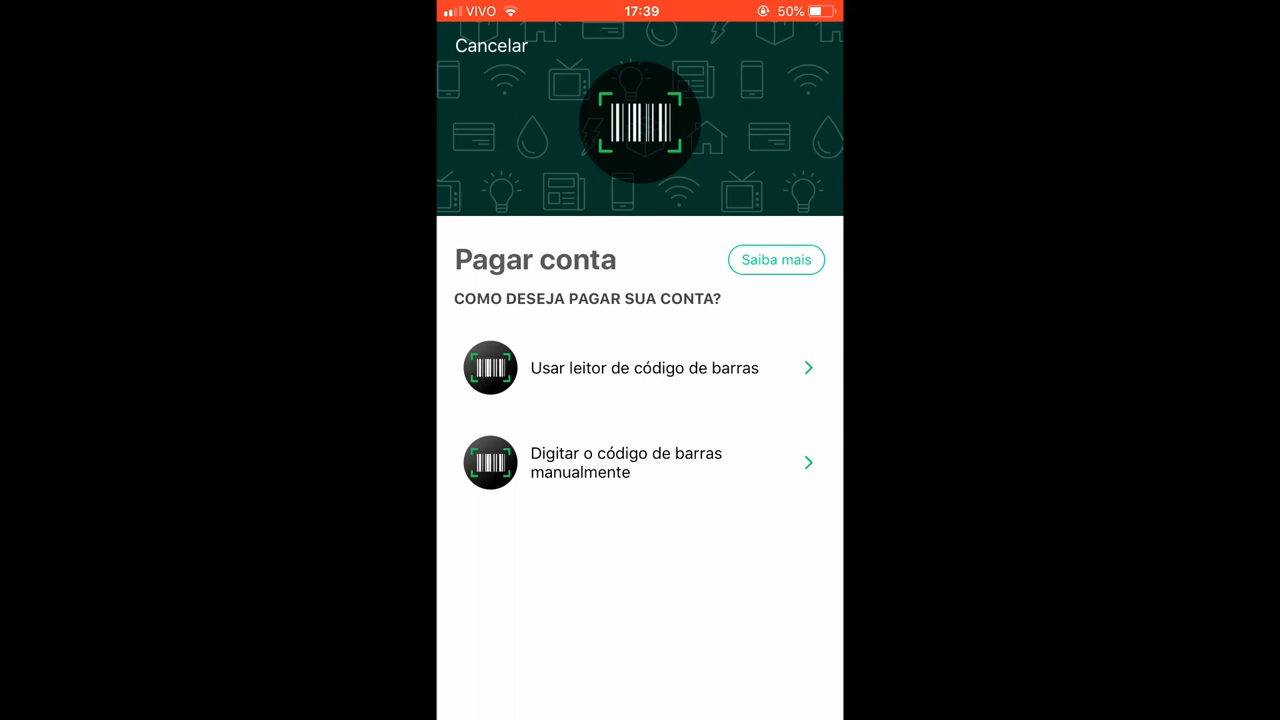 VIVO 17:39 50%
Cancelar
Pagar conta Saiba mais
COMO DESEJA PAGAR SUA CONTA?
Usar leitor de código de barras
Digitar o código de barras
manualmente